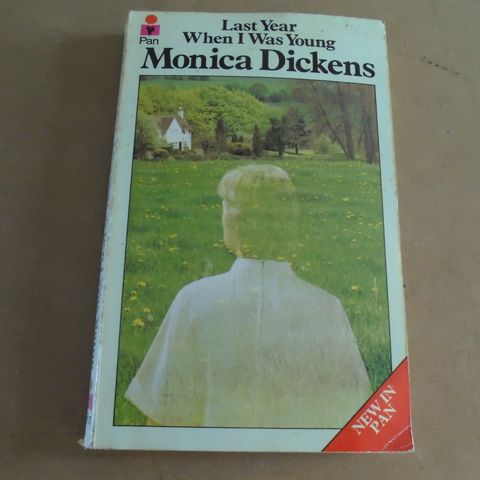 Pan
Last Year
When I Was Young
Monica Dickens
NEW IN
PAN